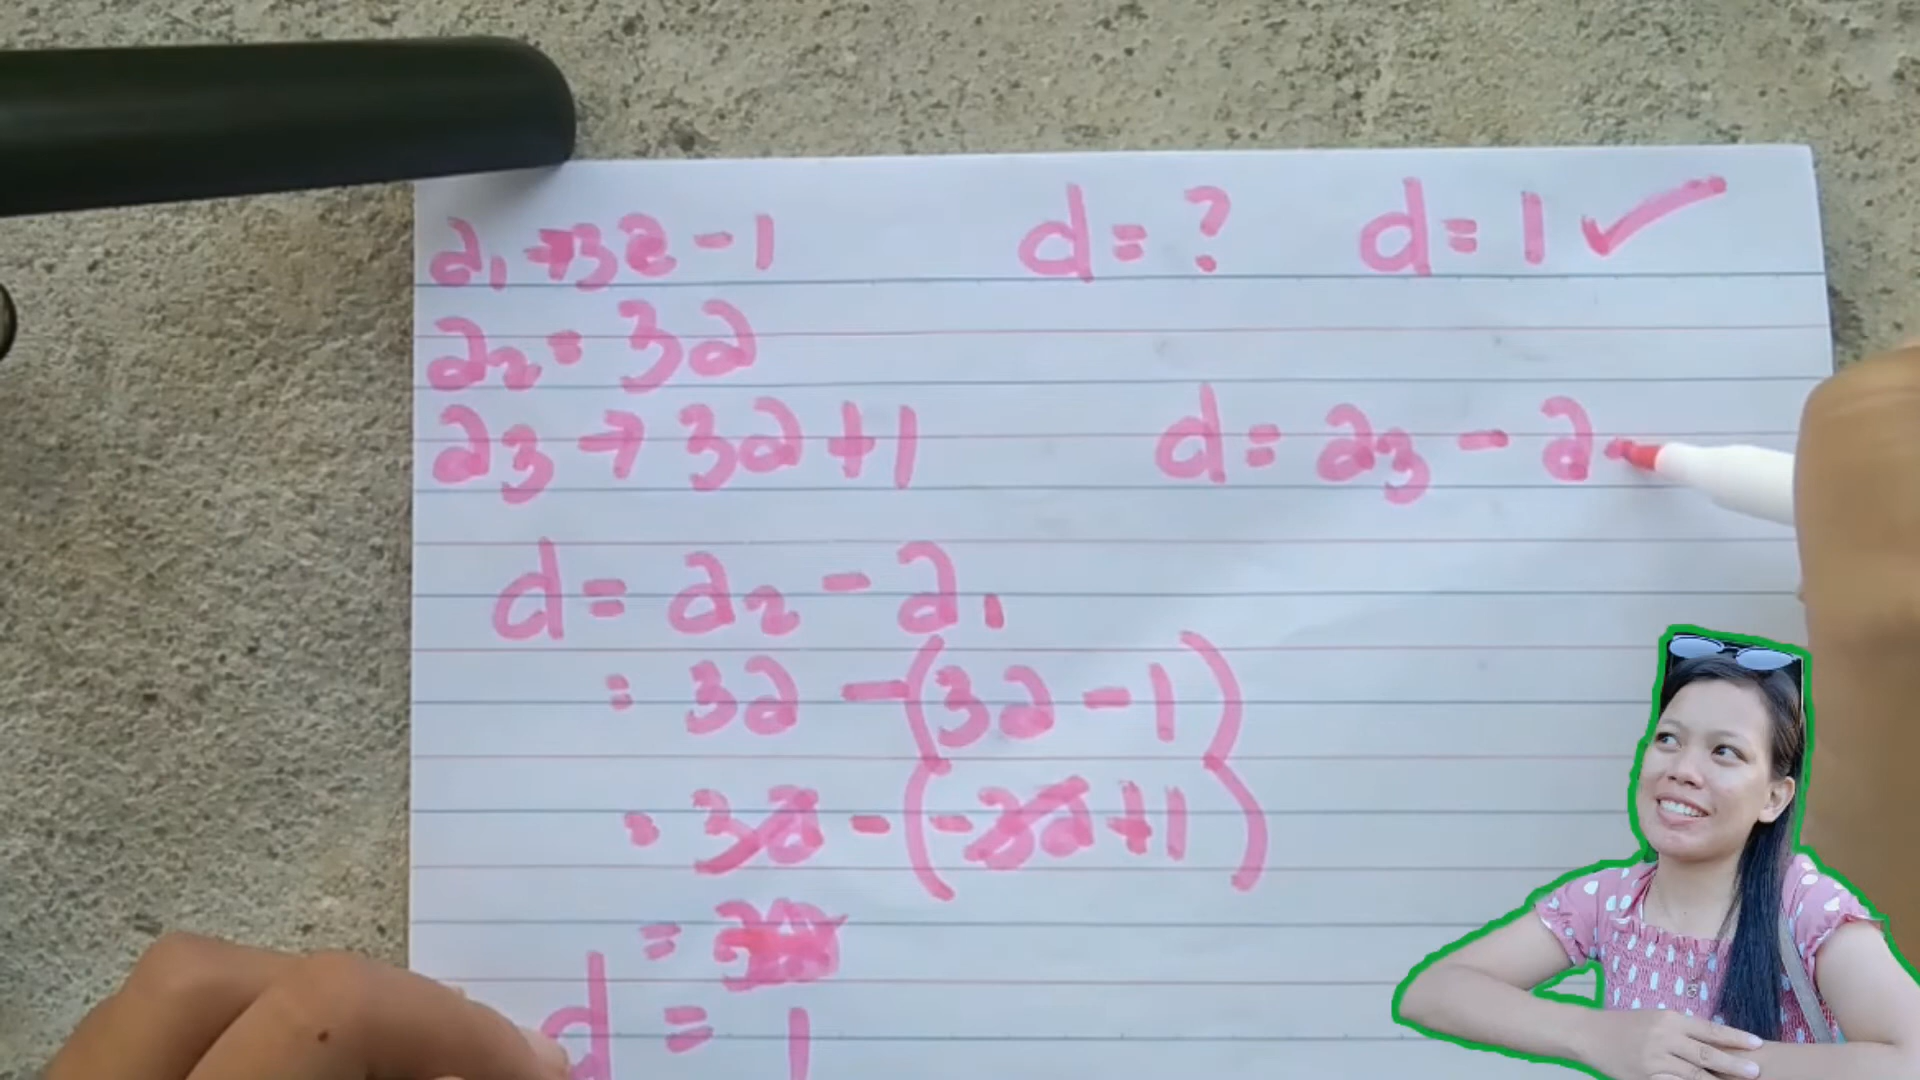 a₁ → 3a - 1 d = ? d = 1 ✓
a₂ = 3a
a₃ → 3a + 1 d = a₃ - a
d = a₂ - a₁
= 3a - (3a - 1)
= 3a - (-3a + 1)
=
d = 1